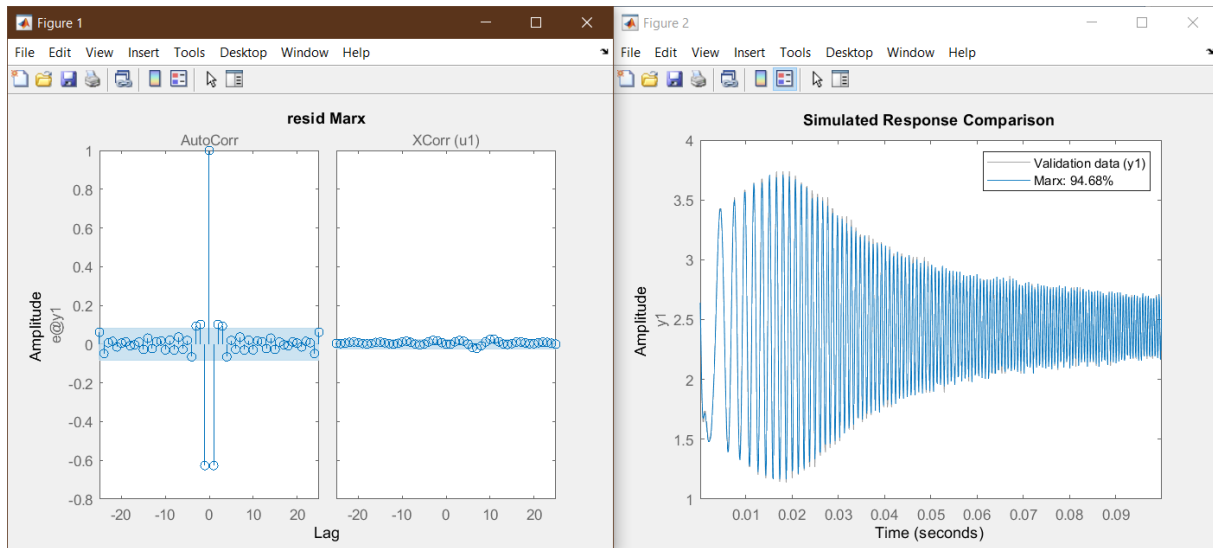 Figure 1
File Edit View Insert Tools Desktop Window Help
resid Marx
AutoCorr
XCorr (u1)
Amplitude
e@y1
1
0.8
0.6
0.4
0.2
0
-0.2
-0.4
-0.6
-0.8
-20 -10 0 10 20
-20 -10 0 10 20
Lag
Figure 2
File Edit View Insert Tools Desktop Window Help
Simulated Response Comparison
Validation data (y1)
Marx: 94.68%
Amplitude
y1
4
3.5
3
2.5
2
1.5
1
0.01 0.02 0.03 0.04 0.05 0.06 0.07 0.08 0.09
Time (seconds)